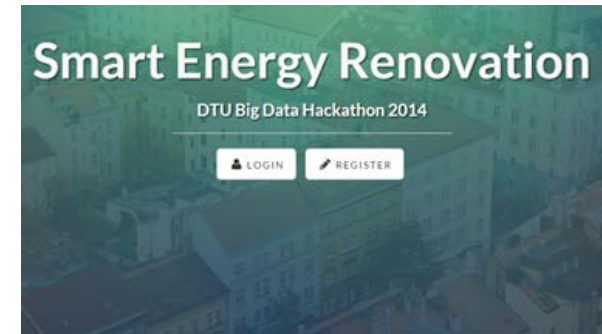 Smart Energy Renovation
DTU Big Data Hackathon 2014
LOGIN REGISTER